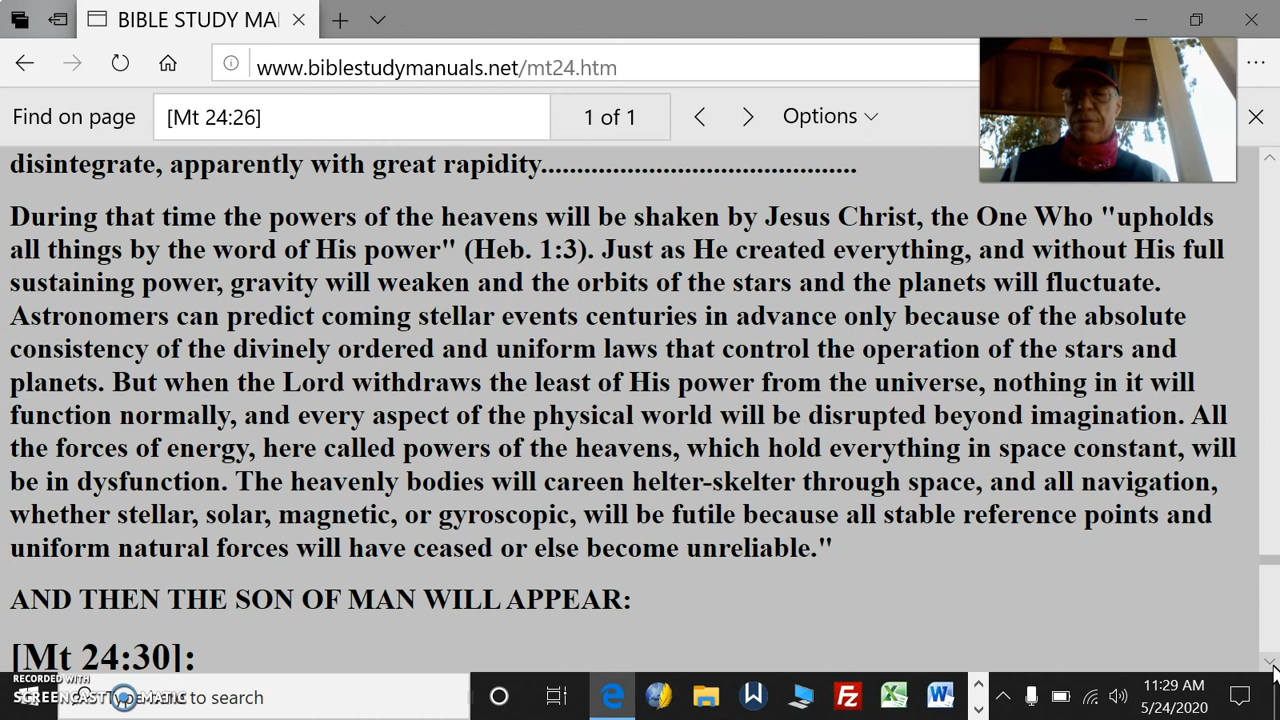 BIBLE STUDY MA
www.biblestudymanuals.net/mt24.htm
Find on page
[Mt 24:26]
1 of 1
Options
disintegrate, apparently with great rapidity............................................
During that time the powers of the heavens will be shaken by Jesus Christ, the One Who "upholds
all things by the word of His power" (Heb. 1:3). Just as He created everything, and without His full
sustaining power, gravity will weaken and the orbits of the stars and the planets will fluctuate.
Astronomers can predict coming stellar events centuries in advance only because of the absolute
consistency of the divinely ordered and uniform laws that control the operation of the stars and
planets. But when the Lord withdraws the least of His power from the universe, nothing in it will
function normally, and every aspect of the physical world will be disrupted beyond imagination. All
the forces of energy, here called powers of the heavens, which hold everything in space constant, will
be in dysfunction. The heavenly bodies will careen helter-skelter through space, and all navigation,
whether stellar, solar, magnetic, or gyroscopic, will be futile because all stable reference points and
uniform natural forces will have ceased or else become unreliable."
AND THEN THE SON OF MAN WILL APPEAR:
[Mt 24:30]:
RECORDED WITH
SCREENCAST MATIC
to search
11:29 AM
5/24/2020